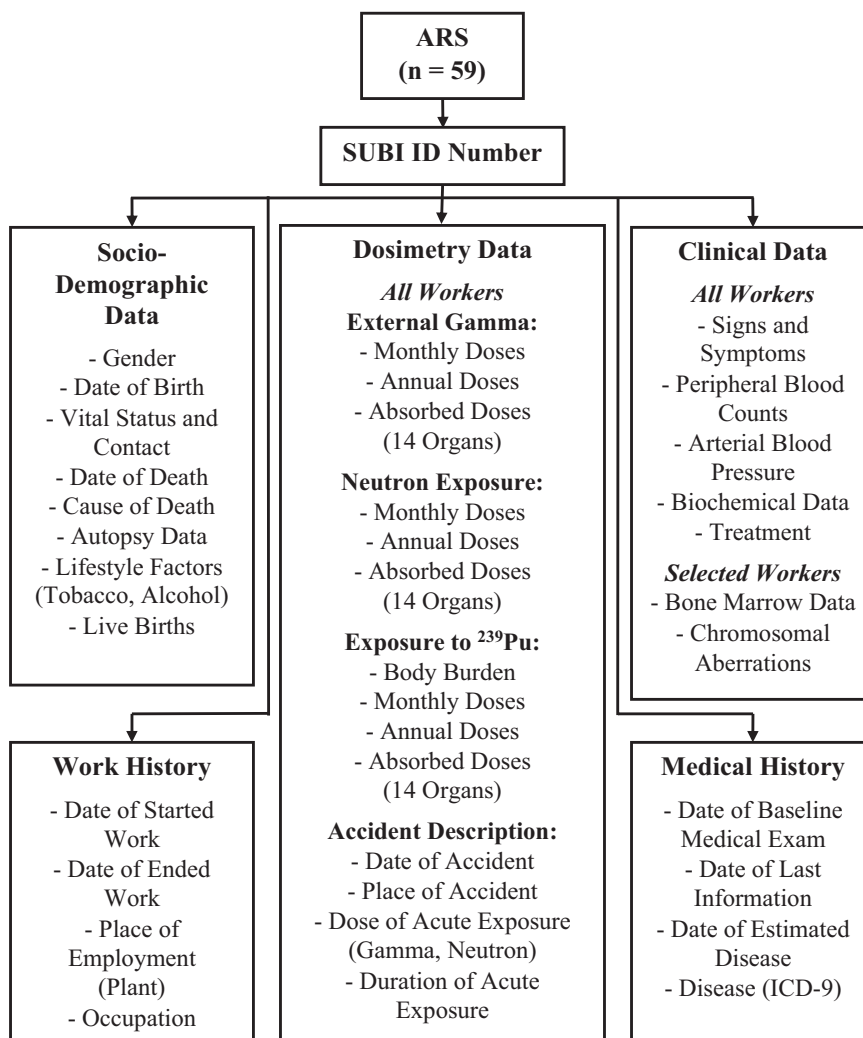 ARS
(n = 59)
SUBI ID Number
Socio-
Demographic
Data
- Gender
- Date of Birth
- Vital Status and
Contact
- Date of Death
- Cause of Death
- Autopsy Data
- Lifestyle Factors
(Tobacco, Alcohol)
- Live Births
Dosimetry Data
All Workers
External Gamma:
- Monthly Doses
- Annual Doses
- Absorbed Doses
(14 Organs)
Neutron Exposure:
- Monthly Doses
- Annual Doses
- Absorbed Doses
(14 Organs)
Exposure to ²³⁹Pu:
- Body Burden
- Monthly Doses
- Annual Doses
- Absorbed Doses
(14 Organs)
Accident Description:
- Date of Accident
- Place of Accident
- Dose of Acute Exposure
(Gamma, Neutron)
- Duration of Acute
Exposure
Clinical Data
All Workers
- Signs and
Symptoms
- Peripheral Blood
Counts
- Arterial Blood
Pressure
- Biochemical Data
- Treatment
Selected Workers
- Bone Marrow Data
- Chromosomal
Aberrations
Work History
- Date of Started
Work
- Date of Ended
Work
- Place of
Employment
(Plant)
- Occupation
Medical History
- Date of Baseline
Medical Exam
- Date of Last
Information
- Date of Estimated
Disease
- Disease (ICD-9)